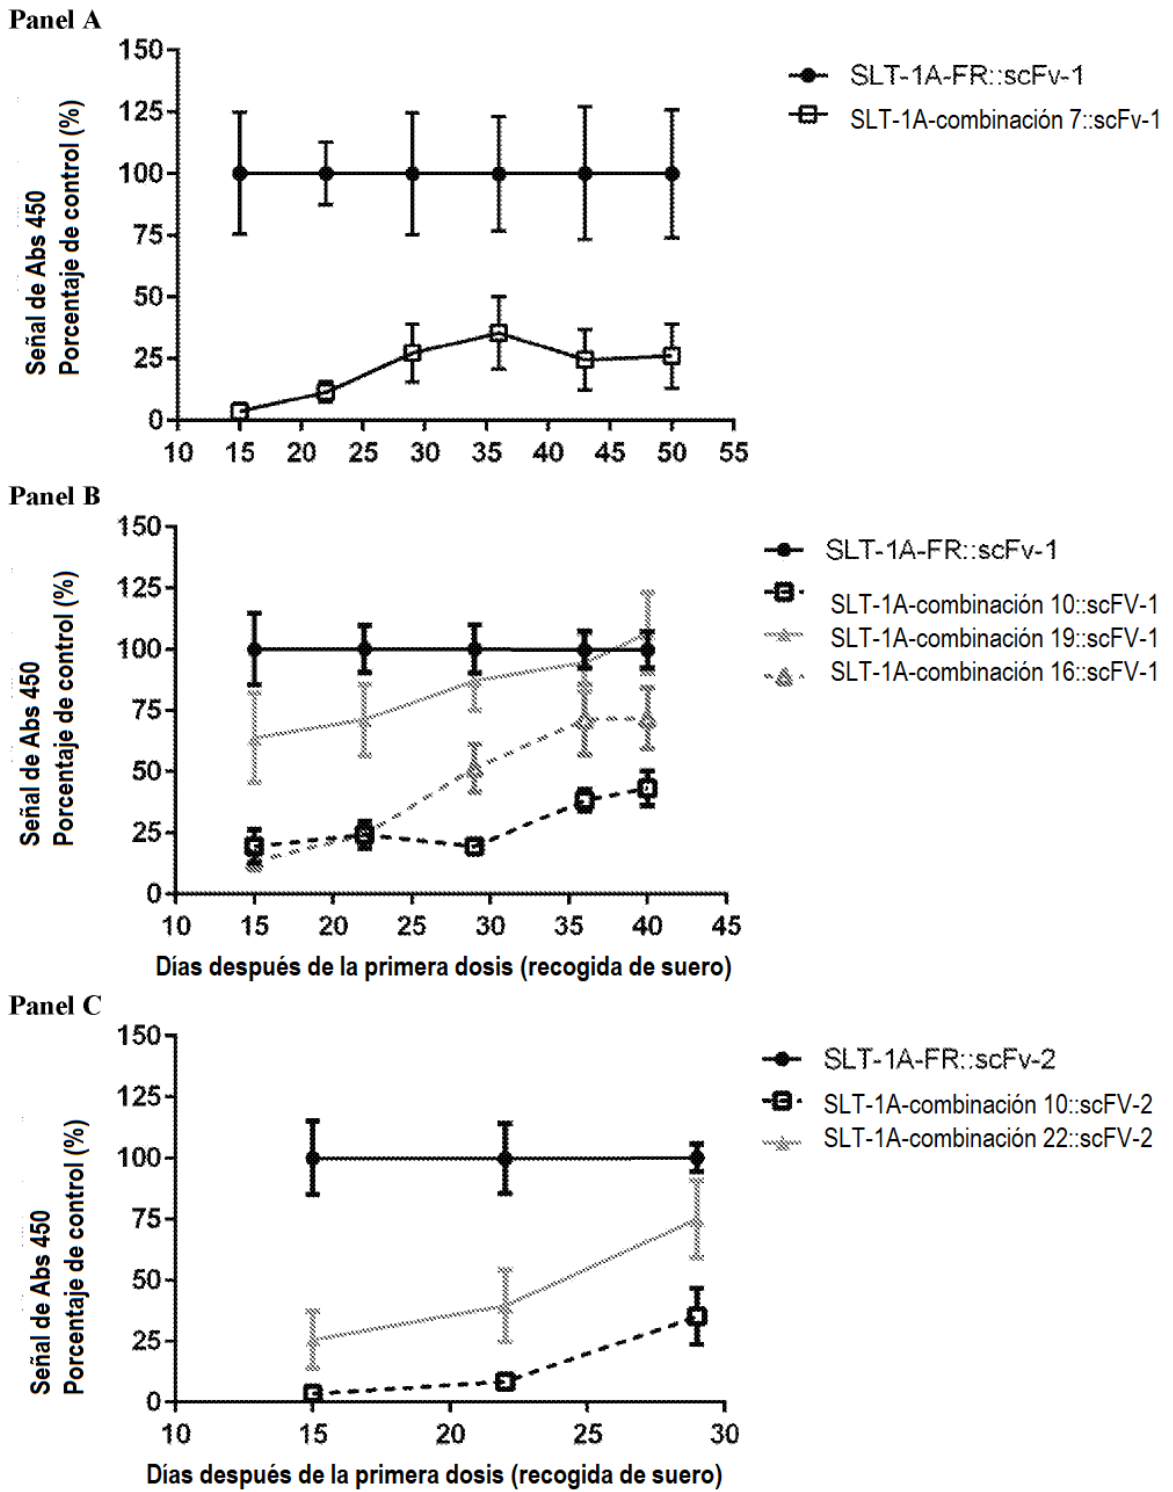 Panel A
150
125
100
75
50
25
0
10 15 20 25 30 35 40 45 50 55
Señal de Abs 450
Porcentaje de control (%)
SLT-1A-FR::scFv-1
SLT-1A-combinación 7::scFv-1
Panel B
150
125
100
75
50
25
0
10 15 20 25 30 35 40 45
Señal de Abs 450
Porcentaje de control (%)
Días después de la primera dosis (recogida de suero)
SLT-1A-FR::scFv-1
SLT-1A-combinación 10::scFV-1
SLT-1A-combinación 19::scFV-1
SLT-1A-combinación 16::scFV-1
Panel C
150
125
100
75
50
25
0
10 15 20 25 30
Señal de Abs 450
Porcentaje de control (%)
Días después de la primera dosis (recogida de suero)
SLT-1A-FR::scFv-2
SLT-1A-combinación 10::scFV-2
SLT-1A-combinación 22::scFV-2